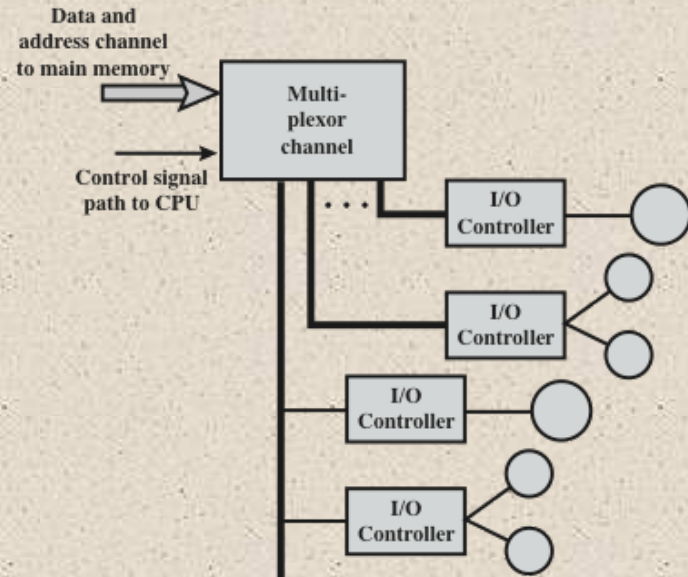 Data and
address channel
to main memory
Multi-
plexor
channel
Control signal
path to CPU
. . .
I/O
Controller
I/O
Controller
I/O
Controller
I/O
Controller